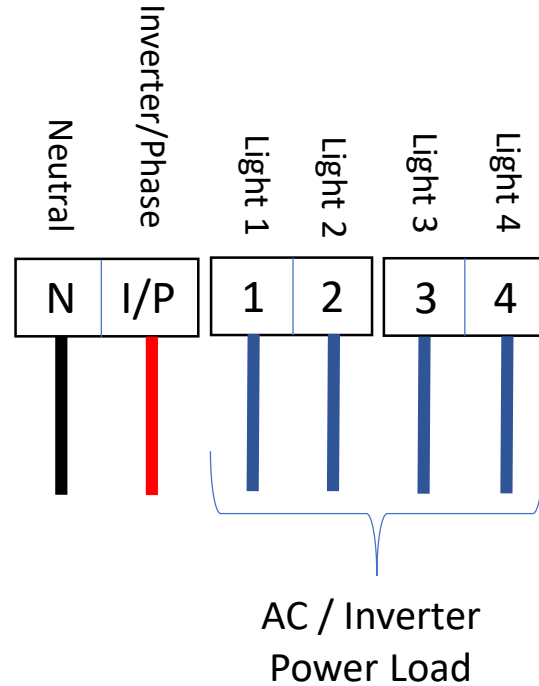 Neutral
Inverter/Phase
Light 1
Light 2
Light 3
Light 4
N I/P 1 2 3 4
AC / Inverter
Power Load